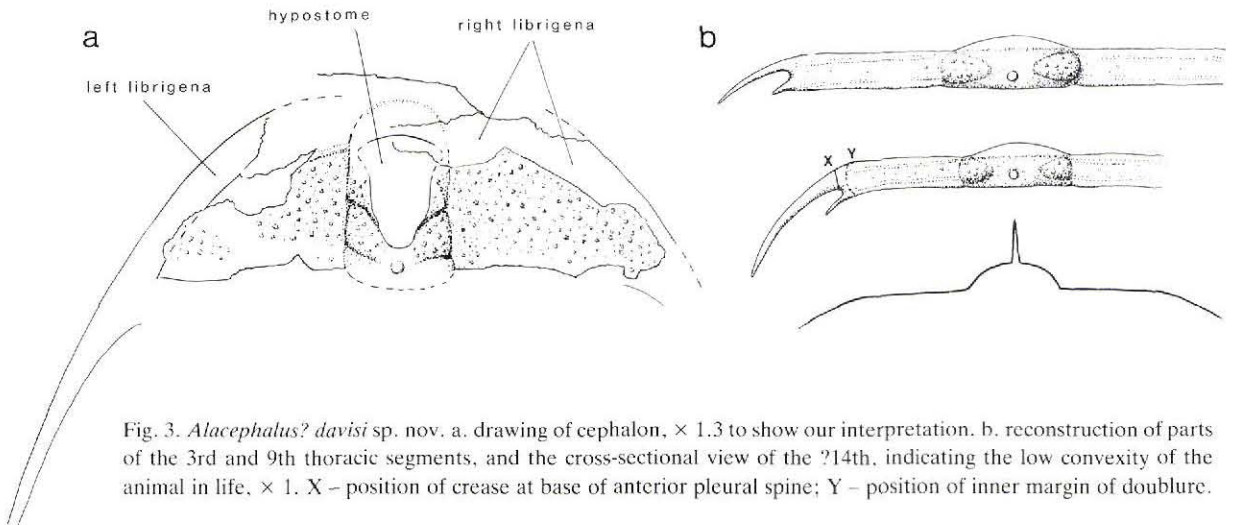 a
hypostome
right librigena
left librigena
b
X Y
Fig. 3. Alacephalus? davisi sp. nov. a. drawing of cephalon, × 1.3 to show our interpretation. b. reconstruction of parts
of the 3rd and 9th thoracic segments, and the cross-sectional view of the ?14th, indicating the low convexity of the
animal in life, × 1. X – position of crease at base of anterior pleural spine; Y – position of inner margin of doublure.